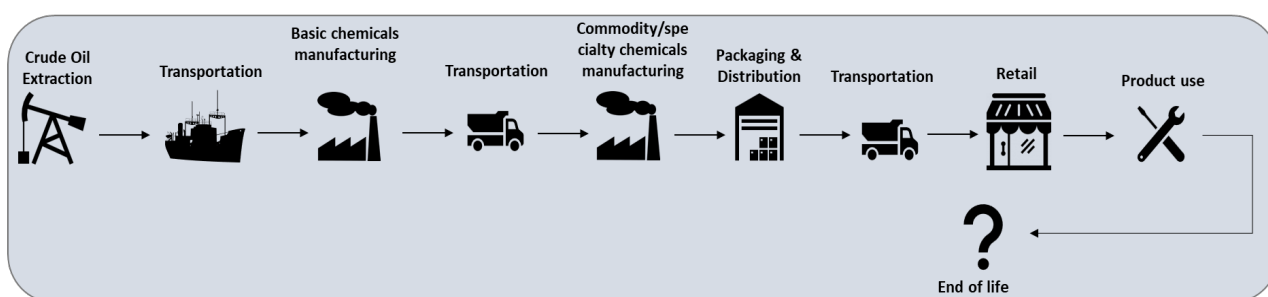 Crude Oil
Extraction
Transportation
Basic chemicals
manufacturing
Transportation
Commodity/spe
cialty chemicals
manufacturing
Packaging &
Distribution
Transportation
Retail
Product use
?
End of life